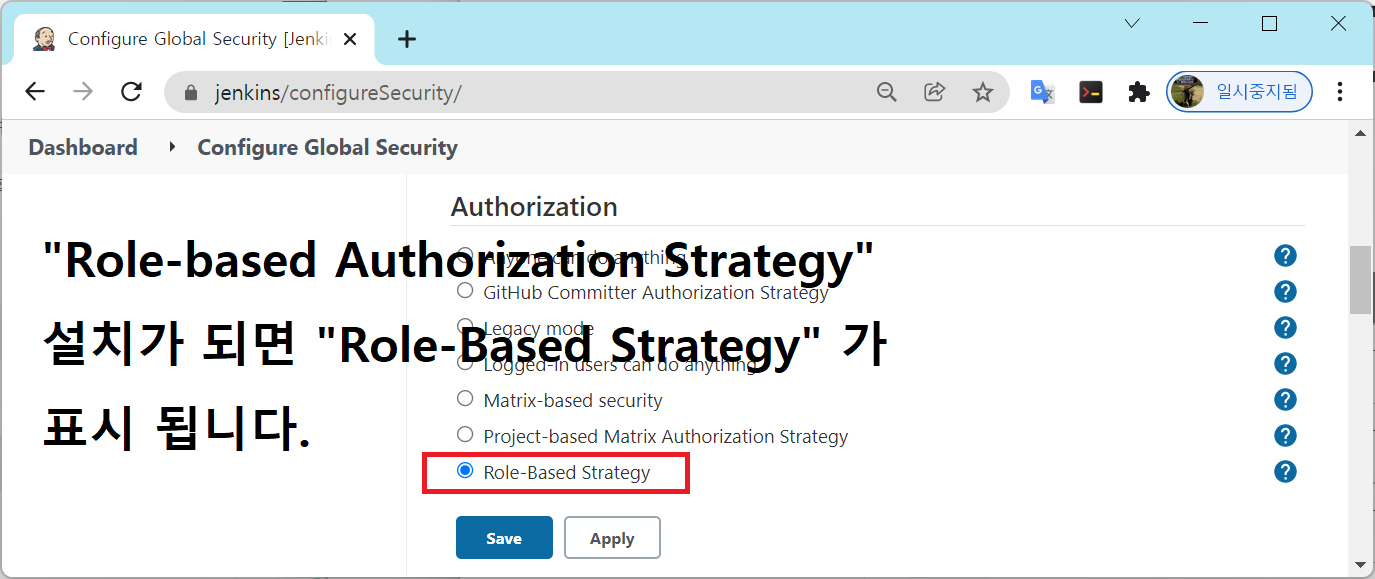 Configure Global Security [Jenki
jenkins/configureSecurity/
일시중지됨
Dashboard
Configure Global Security
Authorization
Anyone can do anything
"Role-based Authorization Strategy"
GitHub Committer Authorization Strategy
Legacy mode
설치가 되면 "Role-Based Strategy" 가
Logged-in users can do anything
Matrix-based security
표시 됩니다.
Project-based Matrix Authorization Strategy
Role-Based Strategy
Save
Apply